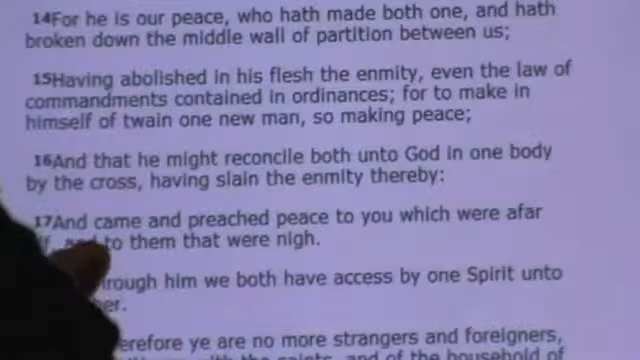 14For he is our peace, who hath made both one, and hath
broken down the middle wall of partition between us;
15Having abolished in his flesh the enmity, even the law of
commandments contained in ordinances; for to make in
himself of twain one new man, so making peace;
16And that he might reconcile both unto God in one body
by the cross, having slain the enmity thereby:
17And came and preached peace to you which were afar
to them that were nigh.
him we both have access by one Spirit unto
ye are no more strangers and foreigners,
and of the household of